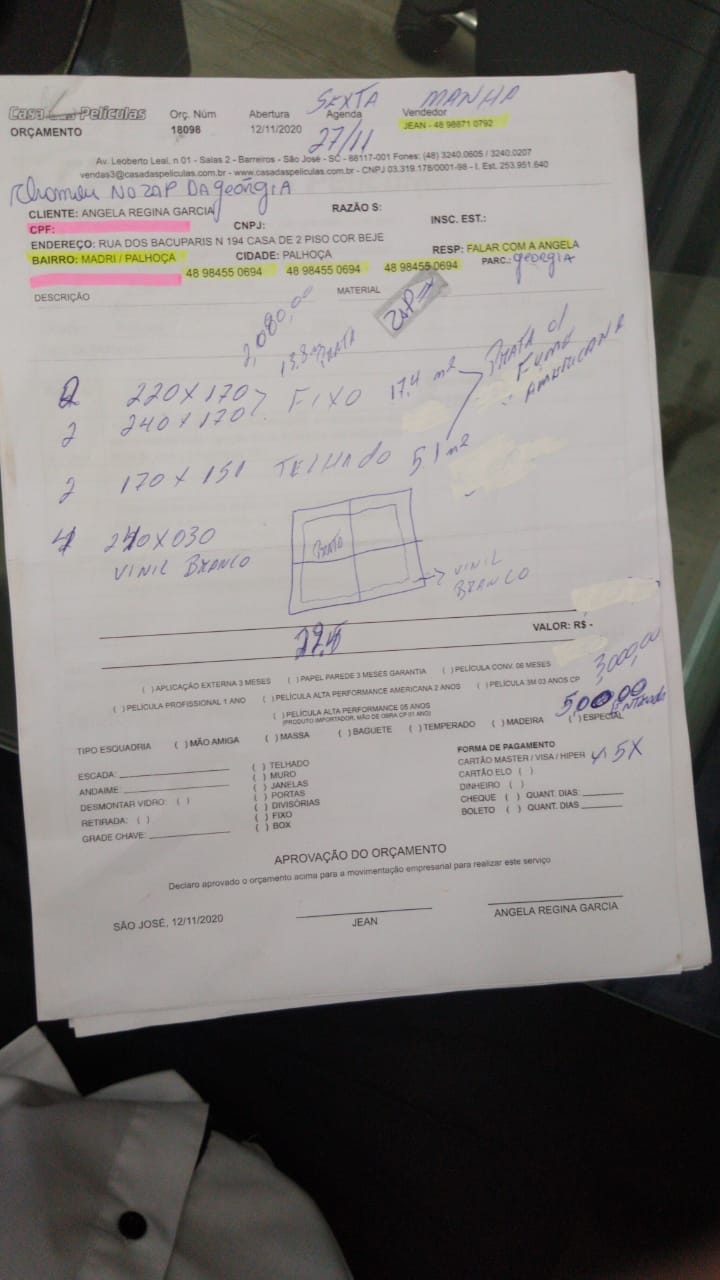 SEXTA MANHA
Casa das Películas Orç. Núm Abertura Agenda Vendedor
ORÇAMENTO 18098 12/11/2020 27/11 JEAN - 48 98871 0792
Av. Leoberto Leal, n 01 - Salas 2 - Barreiros - São José - SC - 88117-001 Fones: (48) 3240.0605 / 3240.0207
vendas3@casadaspeliculas.com.br - www.casadaspeliculas.com.br - CNPJ 03.319.178/0001-98 - I. Est. 253.951.640
NO ZAP DA geórgia
CLIENTE: ANGELA REGINA GARCIA RAZÃO S:
CPF: CNPJ: INSC. EST.:
ENDEREÇO: RUA DOS BACUPARIS N 194 CASA DE 2 PISO COR BEJE
BAIRRO: MADRI / PALHOÇA CIDADE: PALHOÇA RESP: FALAR COM A ANGELA
48 98455 0694 48 98455 0694 48 98455 0694 PARC.: georgia
DESCRIÇÃO MATERIAL ZAP
2,080,00
13.8m PRATA
2 220 X 170 FIXO 17,4 m2 PRATA o/
2 240 X 170 FUMO
AMERICANA
2 170 X 151 TELHADO 5.1 m2
4 240 X 030 PRATA
VINIL BRANCO VINIL
BRANCO
22,5 VALOR: R$ -
3000,00
( ) APLICAÇÃO EXTERNA 3 MESES ( ) PAPEL PAREDE 3 MESES GARANTIA ( ) PELÍCULA CONV. 06 MESES
( ) PELÍCULA PROFISSIONAL 1 ANO ( ) PELÍCULA ALTA PERFORMANCE AMERICANA 2 ANOS ( ) PELÍCULA 3M 03 ANOS CP
( ) PELÍCULA ALTA PERFORMANCE 05 ANOS
(PRODUTO IMPORTADOR, MÃO DE OBRA CP 01 ANO)
Entrada
TIPO ESQUADRIA ( ) MÃO AMIGA ( ) MASSA ( ) BAGUETE ( ) TEMPERADO ( ) MADEIRA ( ) ESPECIAL
ESCADA:
ANDAIME:
DESMONTAR VIDRO: ( )
RETIRADA: ( )
GRADE CHAVE:
( ) TELHADO
( ) MURO
( ) JANELAS
( ) PORTAS
( ) DIVISÓRIAS
( ) FIXO
( ) BOX
FORMA DE PAGAMENTO
CARTÃO MASTER / VISA / HIPER 5X
CARTÃO ELO ( )
DINHEIRO ( )
CHEQUE ( ) QUANT. DIAS:
BOLETO ( ) QUANT. DIAS:
APROVAÇÃO DO ORÇAMENTO
Declaro aprovado o orçamento acima para a movimentação empresarial para realizar este serviço
SÃO JOSÉ, 12/11/2020 JEAN ANGELA REGINA GARCIA